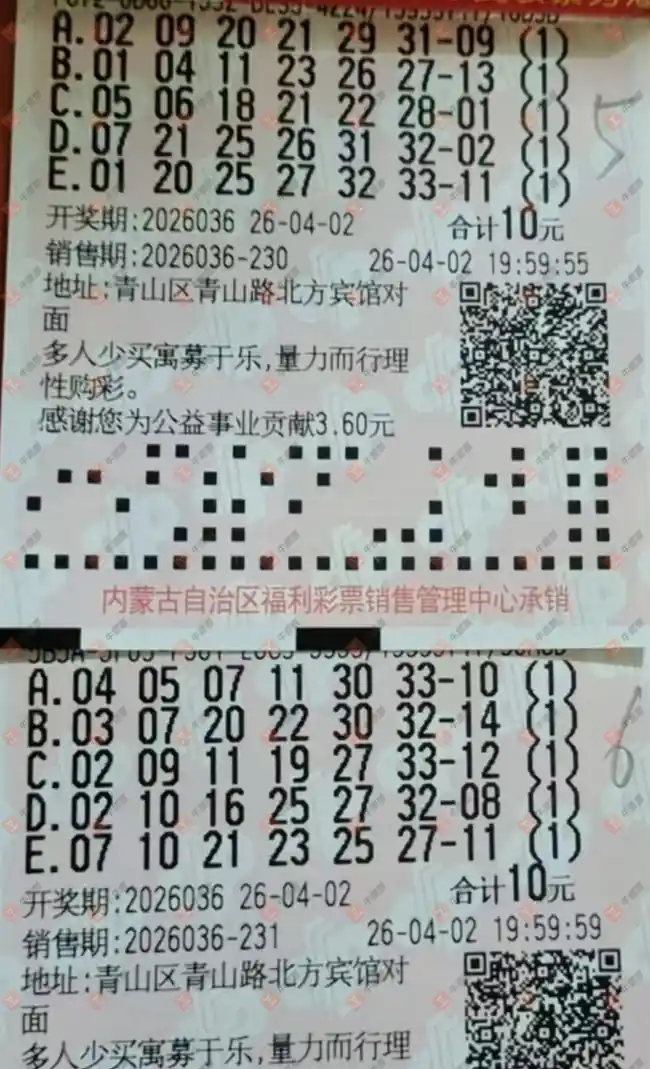 A.02 09 20 21 29 31-09 (1)
B.01 04 11 23 26 27-13 (1)
C.05 06 18 21 22 28-01 (1)
D.07 21 25 26 31 32-02 (1)
E.01 20 25 27 32 33-11 (1)
5
开奖期:2026036 26-04-02 合计10元
销售期:2026036-230 26-04-02 19:59:55
地址:青山区青山路北方宾馆对
面
多人少买寓募于乐,量力而行理
性购彩。
感谢您为公益事业贡献3.60元
内蒙古自治区福利彩票销售管理中心承销
A.04 05 07 11 30 33-10 (1)
B.03 07 20 22 30 32-14 (1)
C.02 09 11 19 27 33-12 (1)
D.02 10 16 25 27 32-08 (1)
E.07 10 21 23 25 27-11 (1)
6
开奖期:2026036 26-04-02 合计10元
销售期:2026036-231 26-04-02 19:59:59
地址:青山区青山路北方宾馆对
面
多人少买寓募于乐,量力而行理